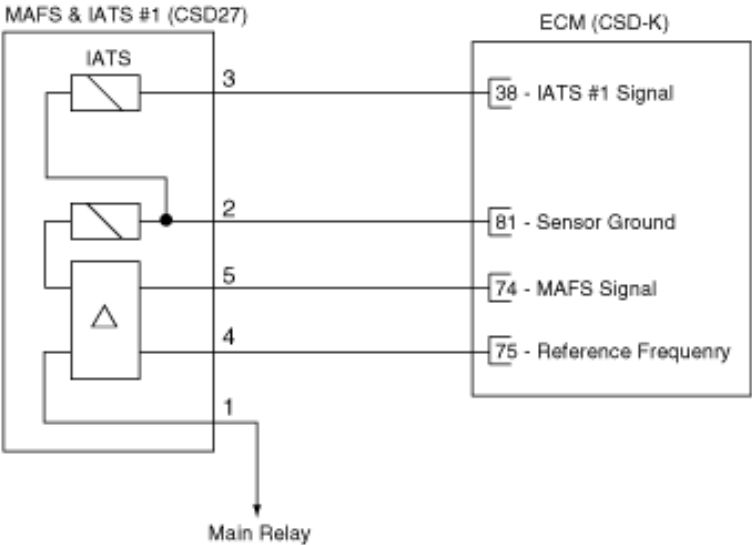 MAFS & IATS #1 (CSD27)
ECM (CSD-K)
IATS
3
38 - IATS #1 Signal
2
81 - Sensor Ground
5
74 - MAFS Signal
4
75 - Reference Frequenry
1
Main Relay